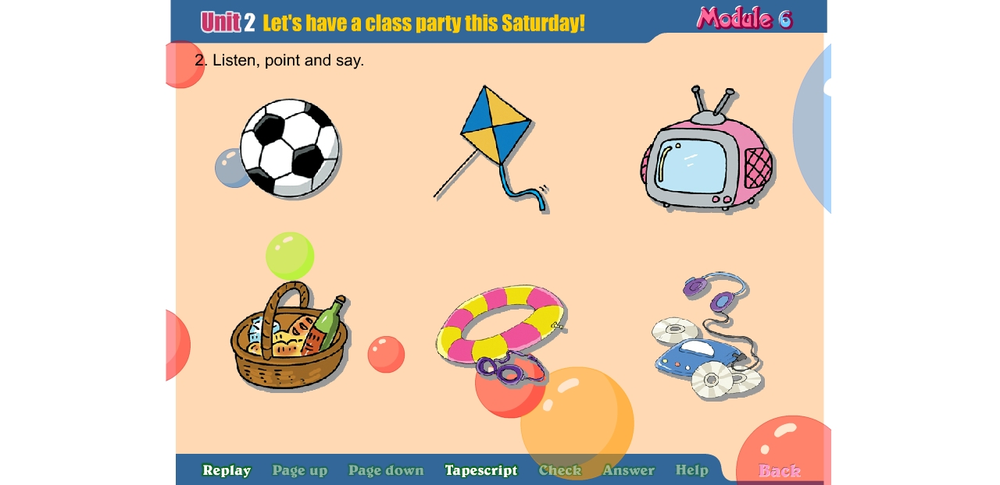 Unit 2 Let's have a class party this Saturday!
Module 6
2. Listen, point and say.
Replay Page up Page down Tapescript Check Answer Help Back